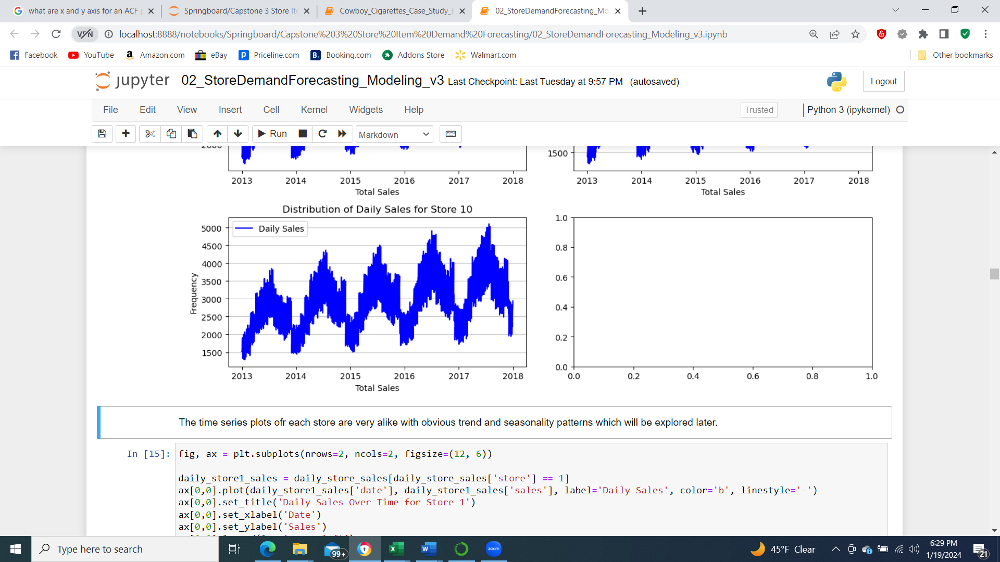 what are x and y axis for an ACF p
Springboard/Capstone 3 Store Ite
Cowboy_Cigarettes_Case_Study_E
02_StoreDemandForecasting_Mo
VPN
localhost:8888/notebooks/Springboard/Capstone%203%20Store%20Item%20Demand%20Forecasting/02_StoreDemandForecasting_Modeling_v3.ipynb
Facebook
YouTube
Amazon.com
eBay
Priceline.com
Booking.com
Addons Store
Walmart.com
Other bookmarks
jupyter
02_StoreDemandForecasting_Modeling_v3 Last Checkpoint: Last Tuesday at 9:57 PM (autosaved)
Logout
File Edit View Insert Cell Kernel Widgets Help
Trusted
Python 3 (ipykernel)
Run
Markdown
2000
2013 2014 2015 2016 2017 2018
Total Sales
1500
2013 2014 2015 2016 2017 2018
Total Sales
Distribution of Daily Sales for Store 10
Daily Sales
Frequency
5000
4500
4000
3500
3000
2500
2000
1500
2013 2014 2015 2016 2017 2018
Total Sales
1.0
0.8
0.6
0.4
0.2
0.0
0.0 0.2 0.4 0.6 0.8 1.0
The time series plots ofr each store are very alike with obvious trend and seasonality patterns which will be explored later.
In [15]:
fig, ax = plt.subplots(nrows=2, ncols=2, figsize=(12, 6))
daily_store1_sales = daily_store_sales[daily_store_sales['store'] == 1]
ax[0,0].plot(daily_store1_sales['date'], daily_store1_sales['sales'], label='Daily Sales', color='b', linestyle='-')
ax[0,0].set_title('Daily Sales Over Time for Store 1')
ax[0,0].set_xlabel('Date')
ax[0,0].set_ylabel('Sales')
Type here to search
99+
zoom
45°F Clear
6:29 PM
1/19/2024
21